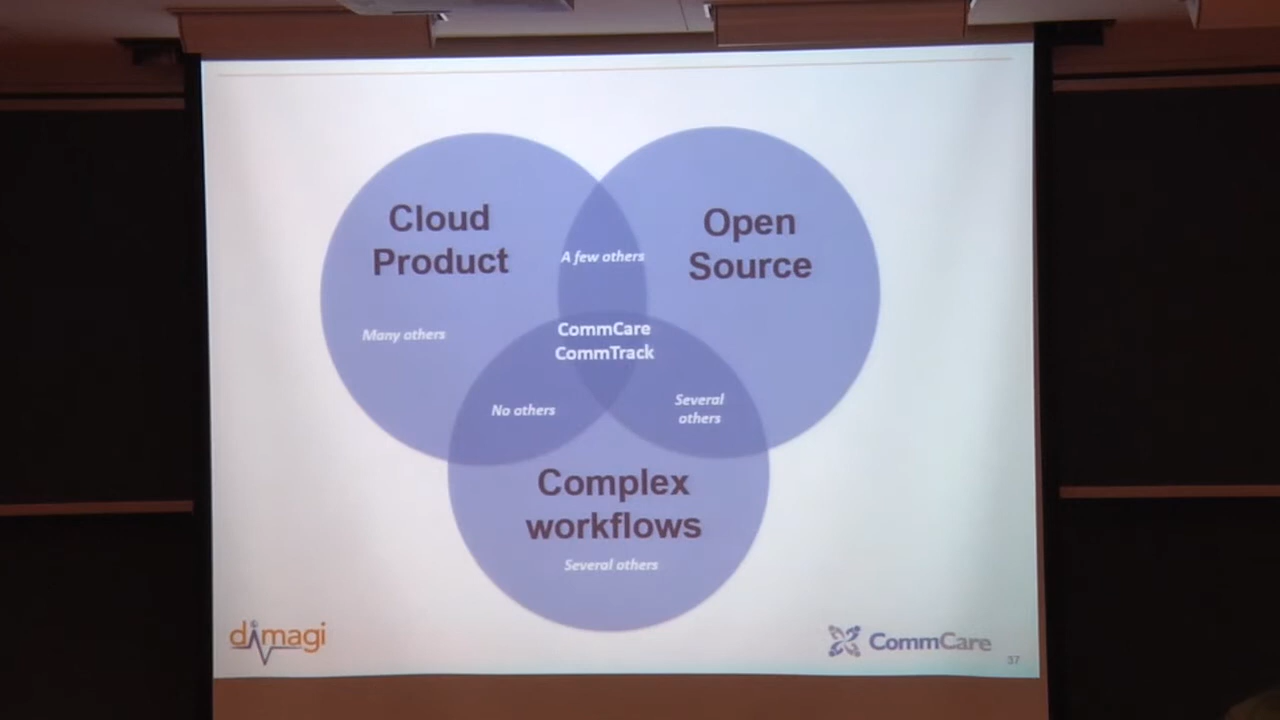 Cloud
Product
Open
Source
A few others
Many others
CommCare
CommTrack
No others
Several
others
Complex
workflows
Several others
dimagi
CommCare
37